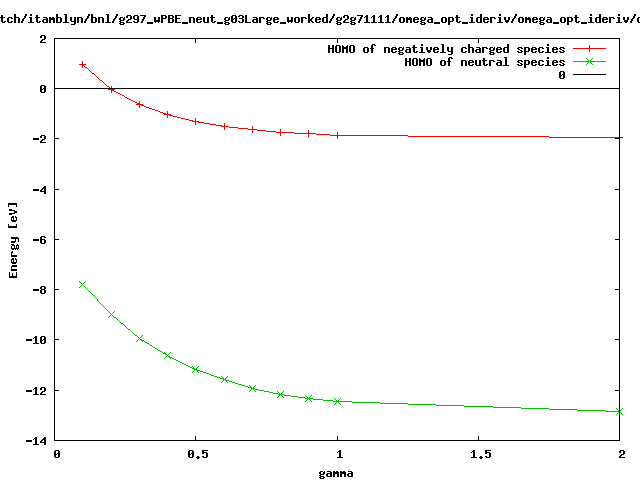 tch/itamblyn/bnl/g297_wPBE_neut_g03Large_worked/g2g71111/omega_opt_ideriv/omega_opt_ideriv/o
HOMO of negatively charged species
HOMO of neutral species
0
2
0
-2
-4
-6
-8
-10
-12
-14
Energy [eV]
0 0.5 1 1.5 2
gamma